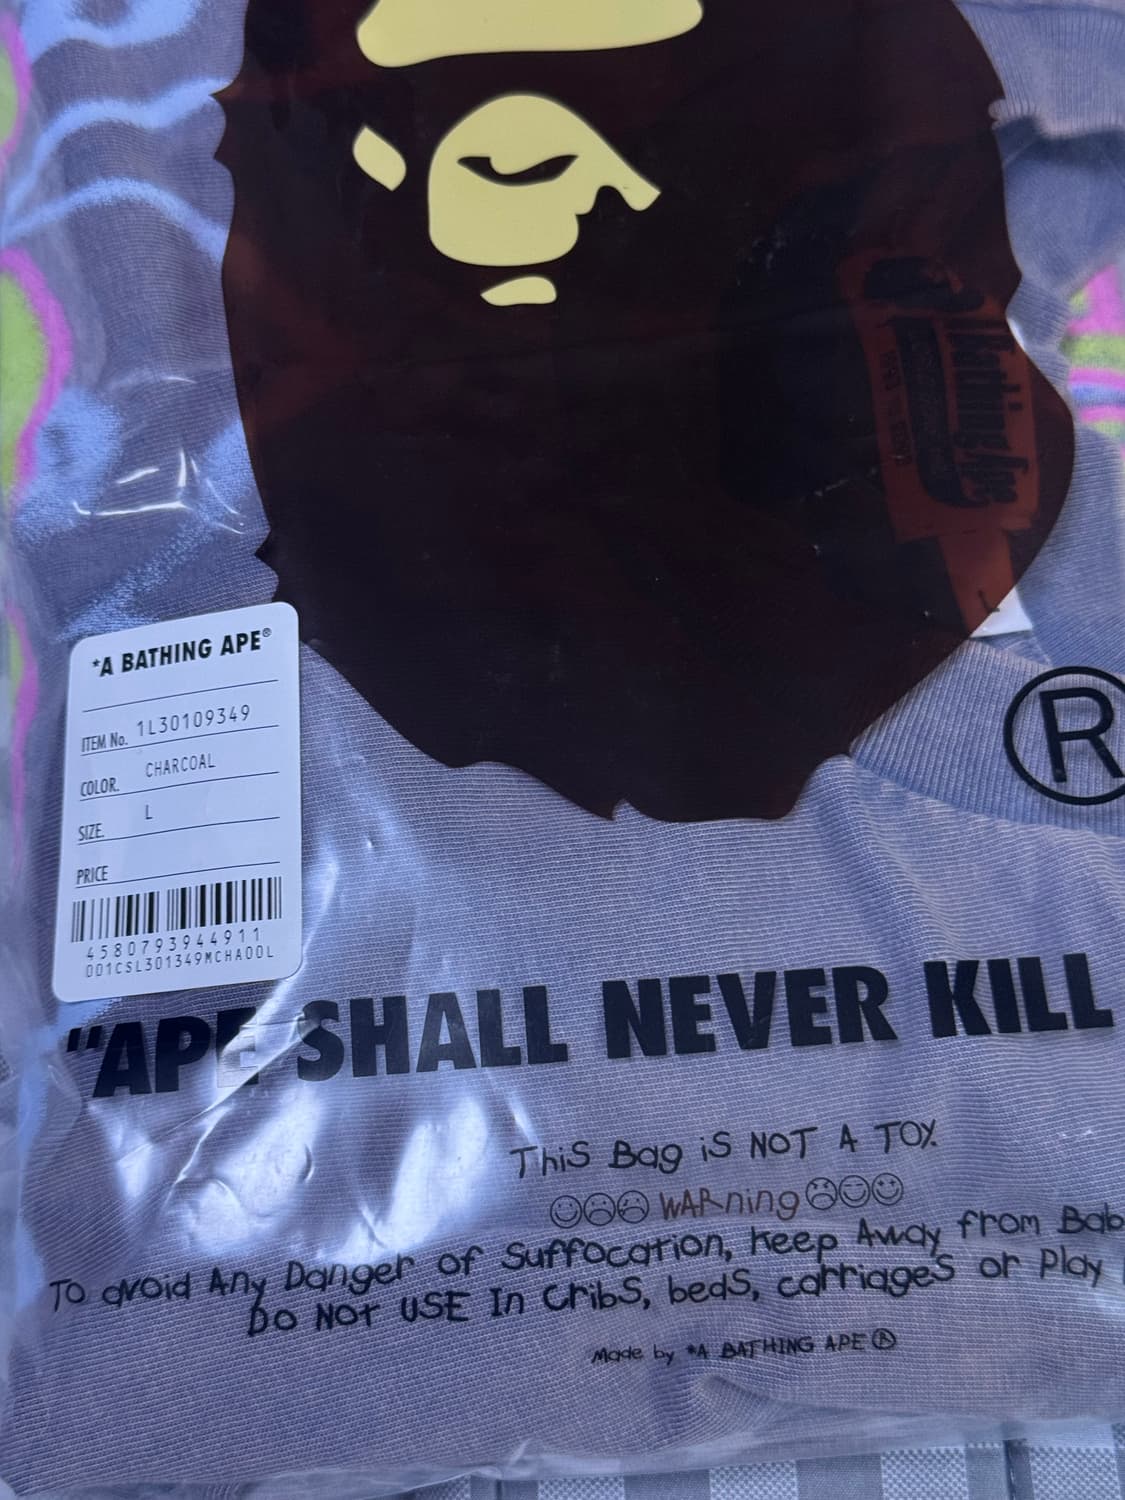 *A BATHING APE®
ITEM No. 1L30109349
COLOR. CHARCOAL
SIZE. L
PRICE
4580793944911
001CSL301349MCHA00L
®
"APE SHALL NEVER KILL
THiS Bag iS NOT A TOY.
WARning
To avoid Any Danger of Suffocation, keep Away from Bab
Do NOT USE In CribS, bedS, carriageS or Play
Made by *A BATHING APE®